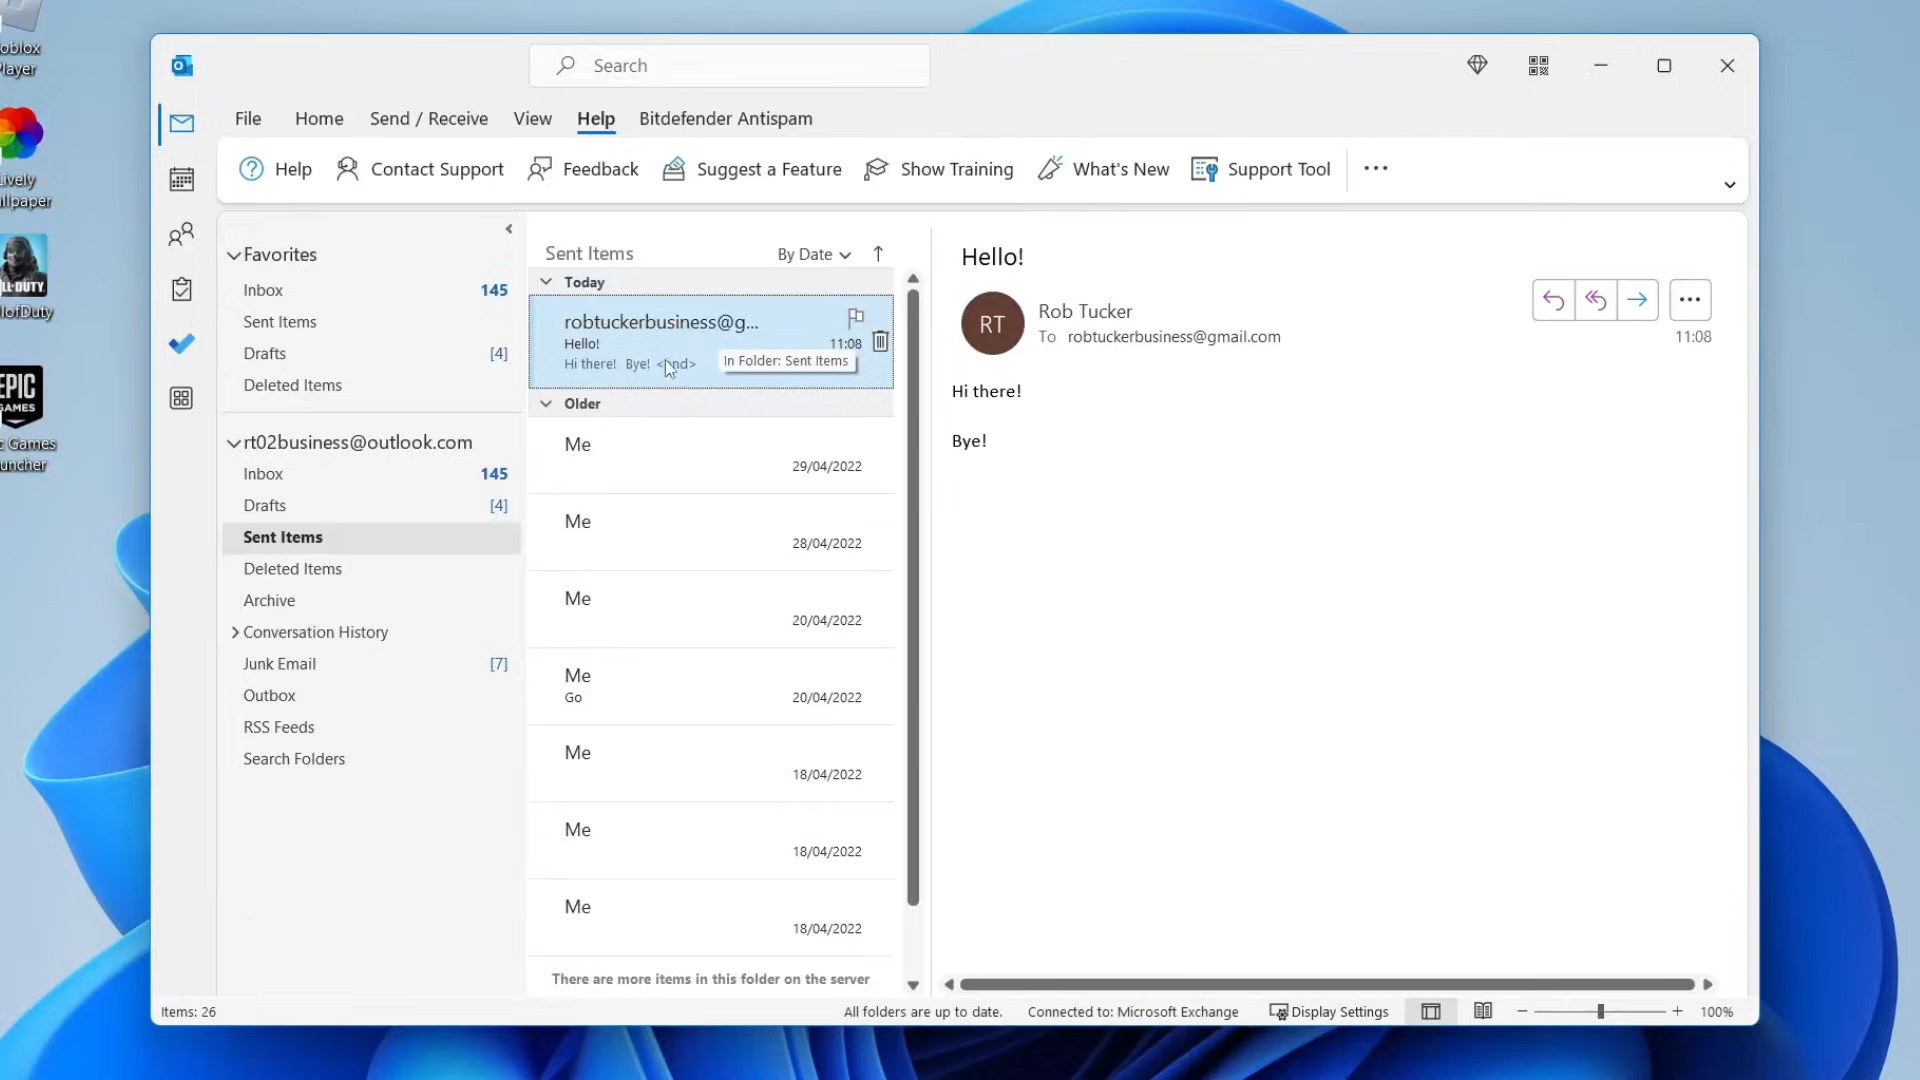 oblox
Player
Lively
allpaper
LL·DUTY
llofDuty
EPIC
GAMES
c Games
uncher
Search
File Home Send / Receive View Help Bitdefender Antispam
Help Contact Support Feedback Suggest a Feature Show Training What's New Support Tool ...
Favorites
Inbox 145
Sent Items
Drafts [4]
Deleted Items
rt02business@outlook.com
Inbox 145
Drafts [4]
Sent Items
Deleted Items
Archive
Conversation History
Junk Email [7]
Outbox
RSS Feeds
Search Folders
Sent Items By Date
Today
robtuckerbusiness@g...
Hello! 11:08
Hi there! Bye!
In Folder: Sent Items
Older
Me
29/04/2022
Me
28/04/2022
Me
20/04/2022
Me
Go 20/04/2022
Me
18/04/2022
Me
18/04/2022
Me
18/04/2022
There are more items in this folder on the server
Hello!
RT
Rob Tucker
To robtuckerbusiness@gmail.com 11:08
Hi there!
Bye!
Items: 26 All folders are up to date. Connected to: Microsoft Exchange Display Settings 100%